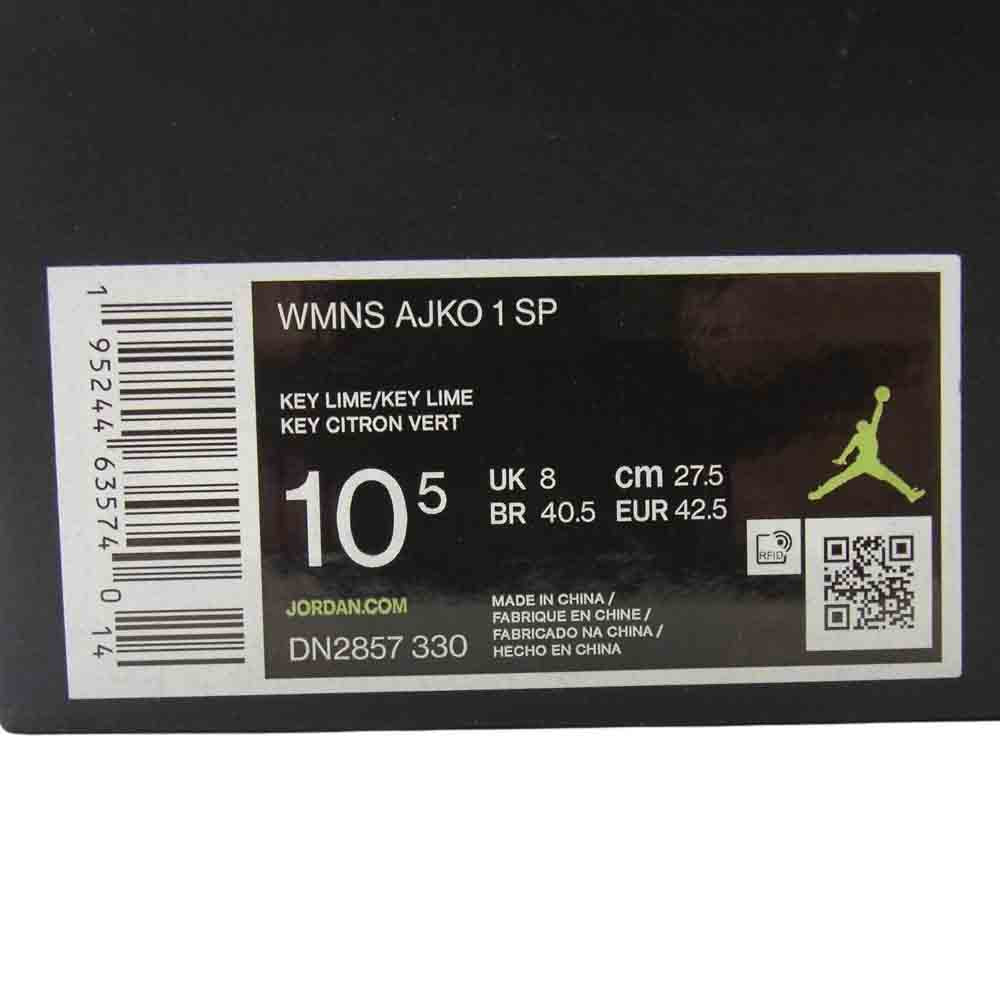 WMNS AJKO 1 SP
KEY LIME/KEY LIME
KEY CITRON VERT
10 5
UK 8 cm 27.5
BR 40.5 EUR 42.5
RFID
JORDAN.COM
DN2857 330
MADE IN CHINA /
FABRIQUE EN CHINE /
FABRICADO NA CHINA /
HECHO EN CHINA
1 95244 63574 0 14